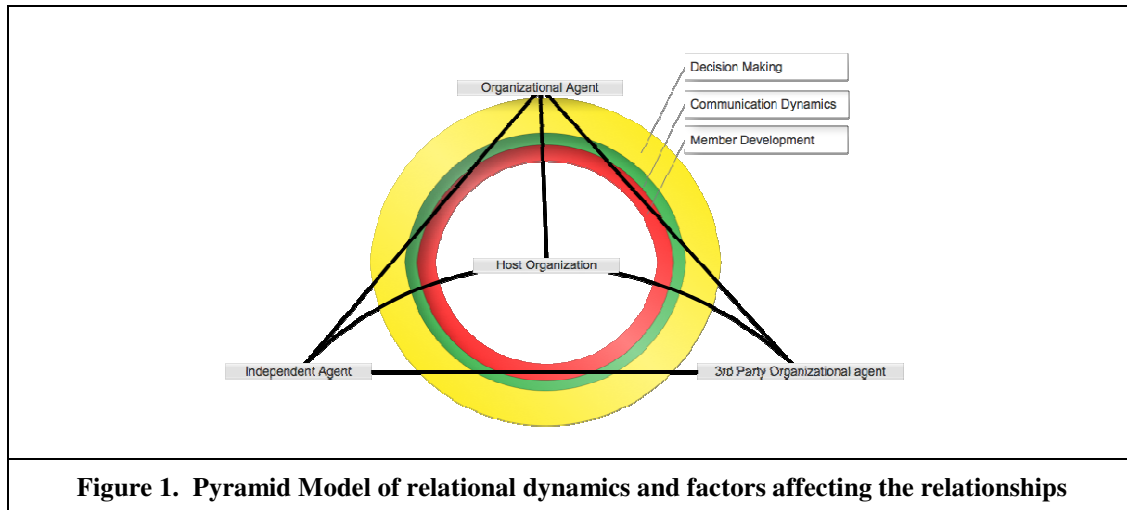 Decision Making
Organizational Agent
Communication Dynamics
Member Development
Host Organization
Independent Agent
3rd Party Organizational agent
Figure 1. Pyramid Model of relational dynamics and factors affecting the relationships